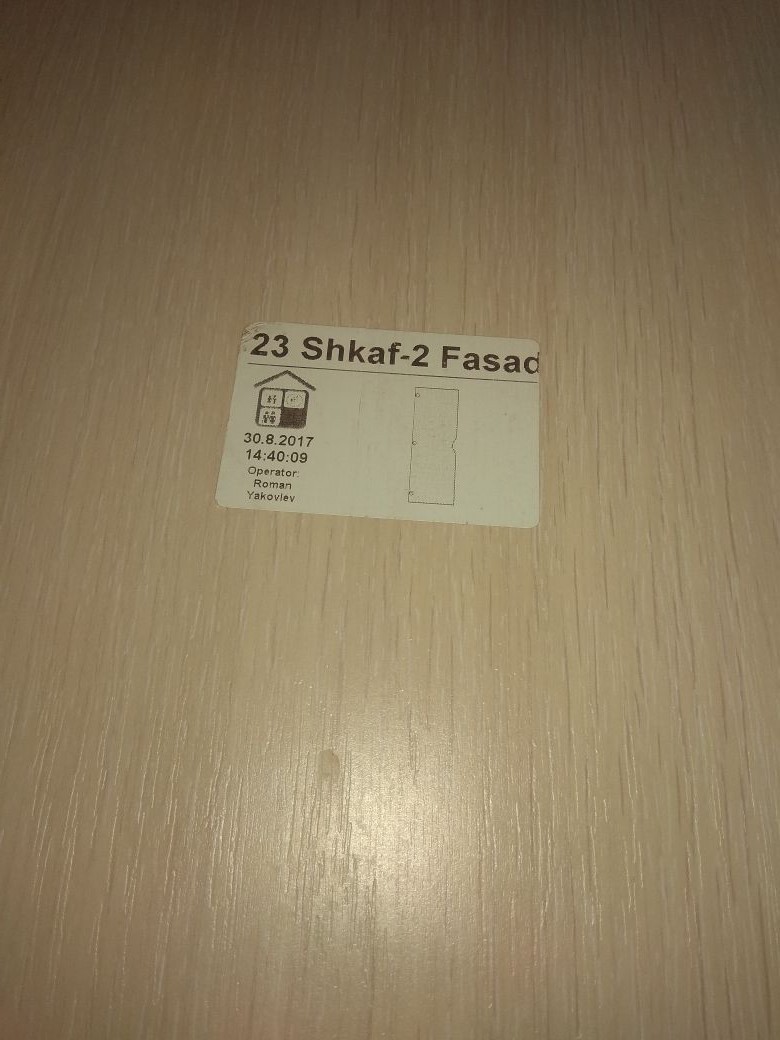 23 Shkaf-2 Fasad
30.8.2017
14:40:09
Operator:
Roman
Yakovlev